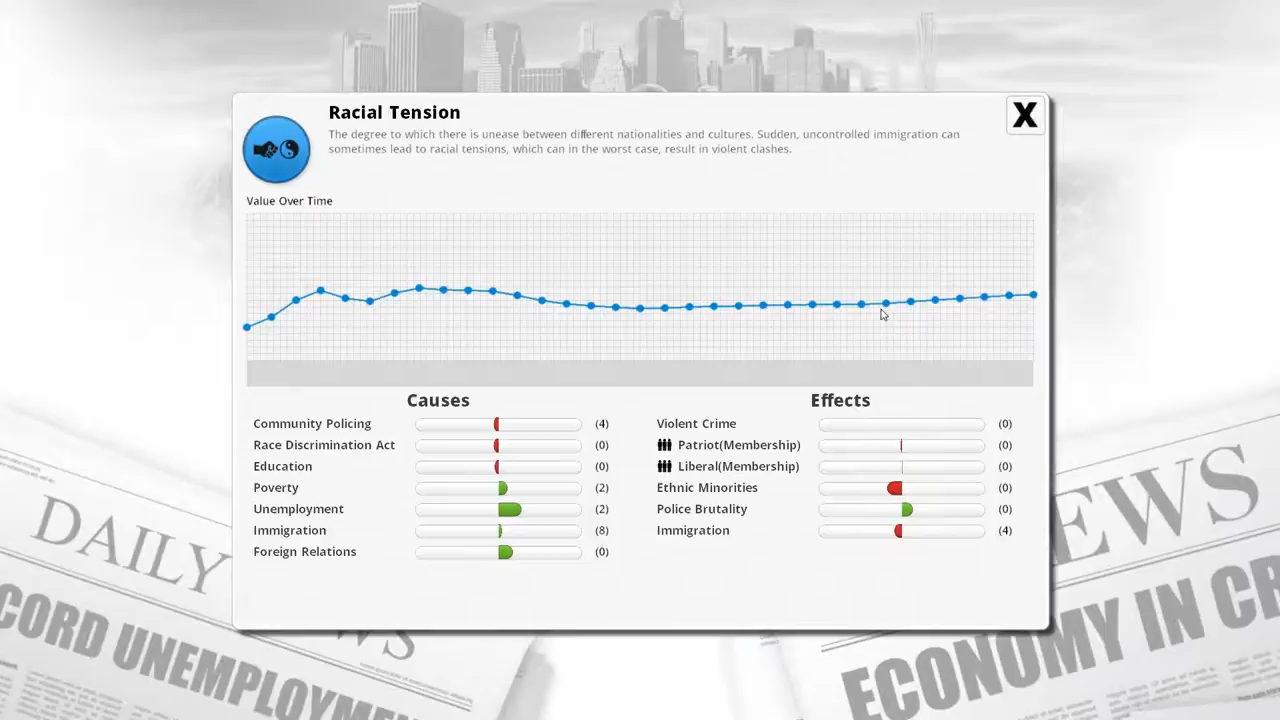 Racial Tension
X
The degree to which there is unease between different nationalities and cultures. Sudden, uncontrolled immigration can
sometimes lead to racial tensions, which can in the worst case, result in violent clashes.
Value Over Time
Causes
Effects
Community Policing (4)
Violent Crime (0)
Race Discrimination Act (0)
Patriot(Membership) (0)
Education (0)
Liberal(Membership) (0)
Poverty (2)
Ethnic Minorities (0)
Unemployment (2)
Police Brutality (0)
Immigration (8)
Immigration (4)
Foreign Relations (0)
DAILY
WS
CORD UNEMPLOYM
EWS
ECONOMY IN CR